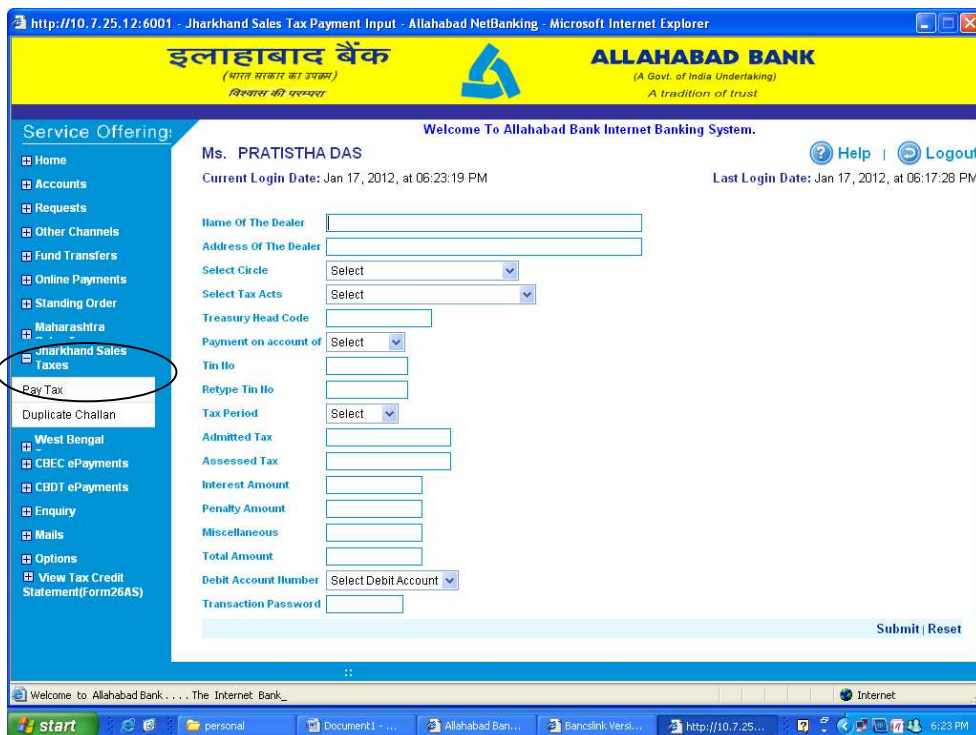 http://10.7.25.12:6001 - Jharkhand Sales Tax Payment Input - Allahabad NetBanking - Microsoft Internet Explorer
इलाहाबाद बैंक
(भारत सरकार का उपक्रम)
विश्वास की परम्परा
ALLAHABAD BANK
(A Govt. of India Undertaking)
A tradition of trust
Service Offering
Welcome To Allahabad Bank Internet Banking System.
Ms. PRATISTHA DAS
Help | Logout
Current Login Date: Jan 17, 2012, at 06:23:19 PM
Last Login Date: Jan 17, 2012, at 06:17:28 PM
Home
Accounts
Requests
Other Channels
Fund Transfers
Online Payments
Standing Order
Maharashtra
Jharkhand Sales
Taxes
Pay Tax
Duplicate Challan
West Bengal
CBEC ePayments
CBDT ePayments
Enquiry
Mails
Options
View Tax Credit
Statement(Form26AS)
Name Of The Dealer
Address Of The Dealer
Select Circle Select
Select Tax Acts Select
Treasury Head Code
Payment on account of Select
Tin No
Retype Tin No
Tax Period Select
Admitted Tax
Assessed Tax
Interest Amount
Penalty Amount
Miscellaneous
Total Amount
Debit Account Number Select Debit Account
Transaction Password
Submit | Reset
Welcome to Allahabad Bank . . . . The Internet Bank_
Internet
start
personal
Document1 - ...
Allahabad Ban...
Bancslink Versi...
http://10.7.25...
6:23 PM